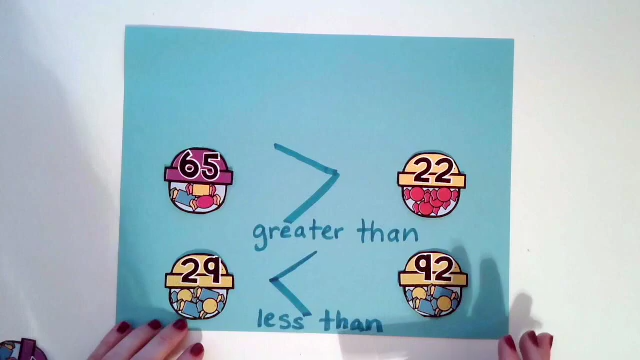 65 > 22
greater than
29 < 92
less than